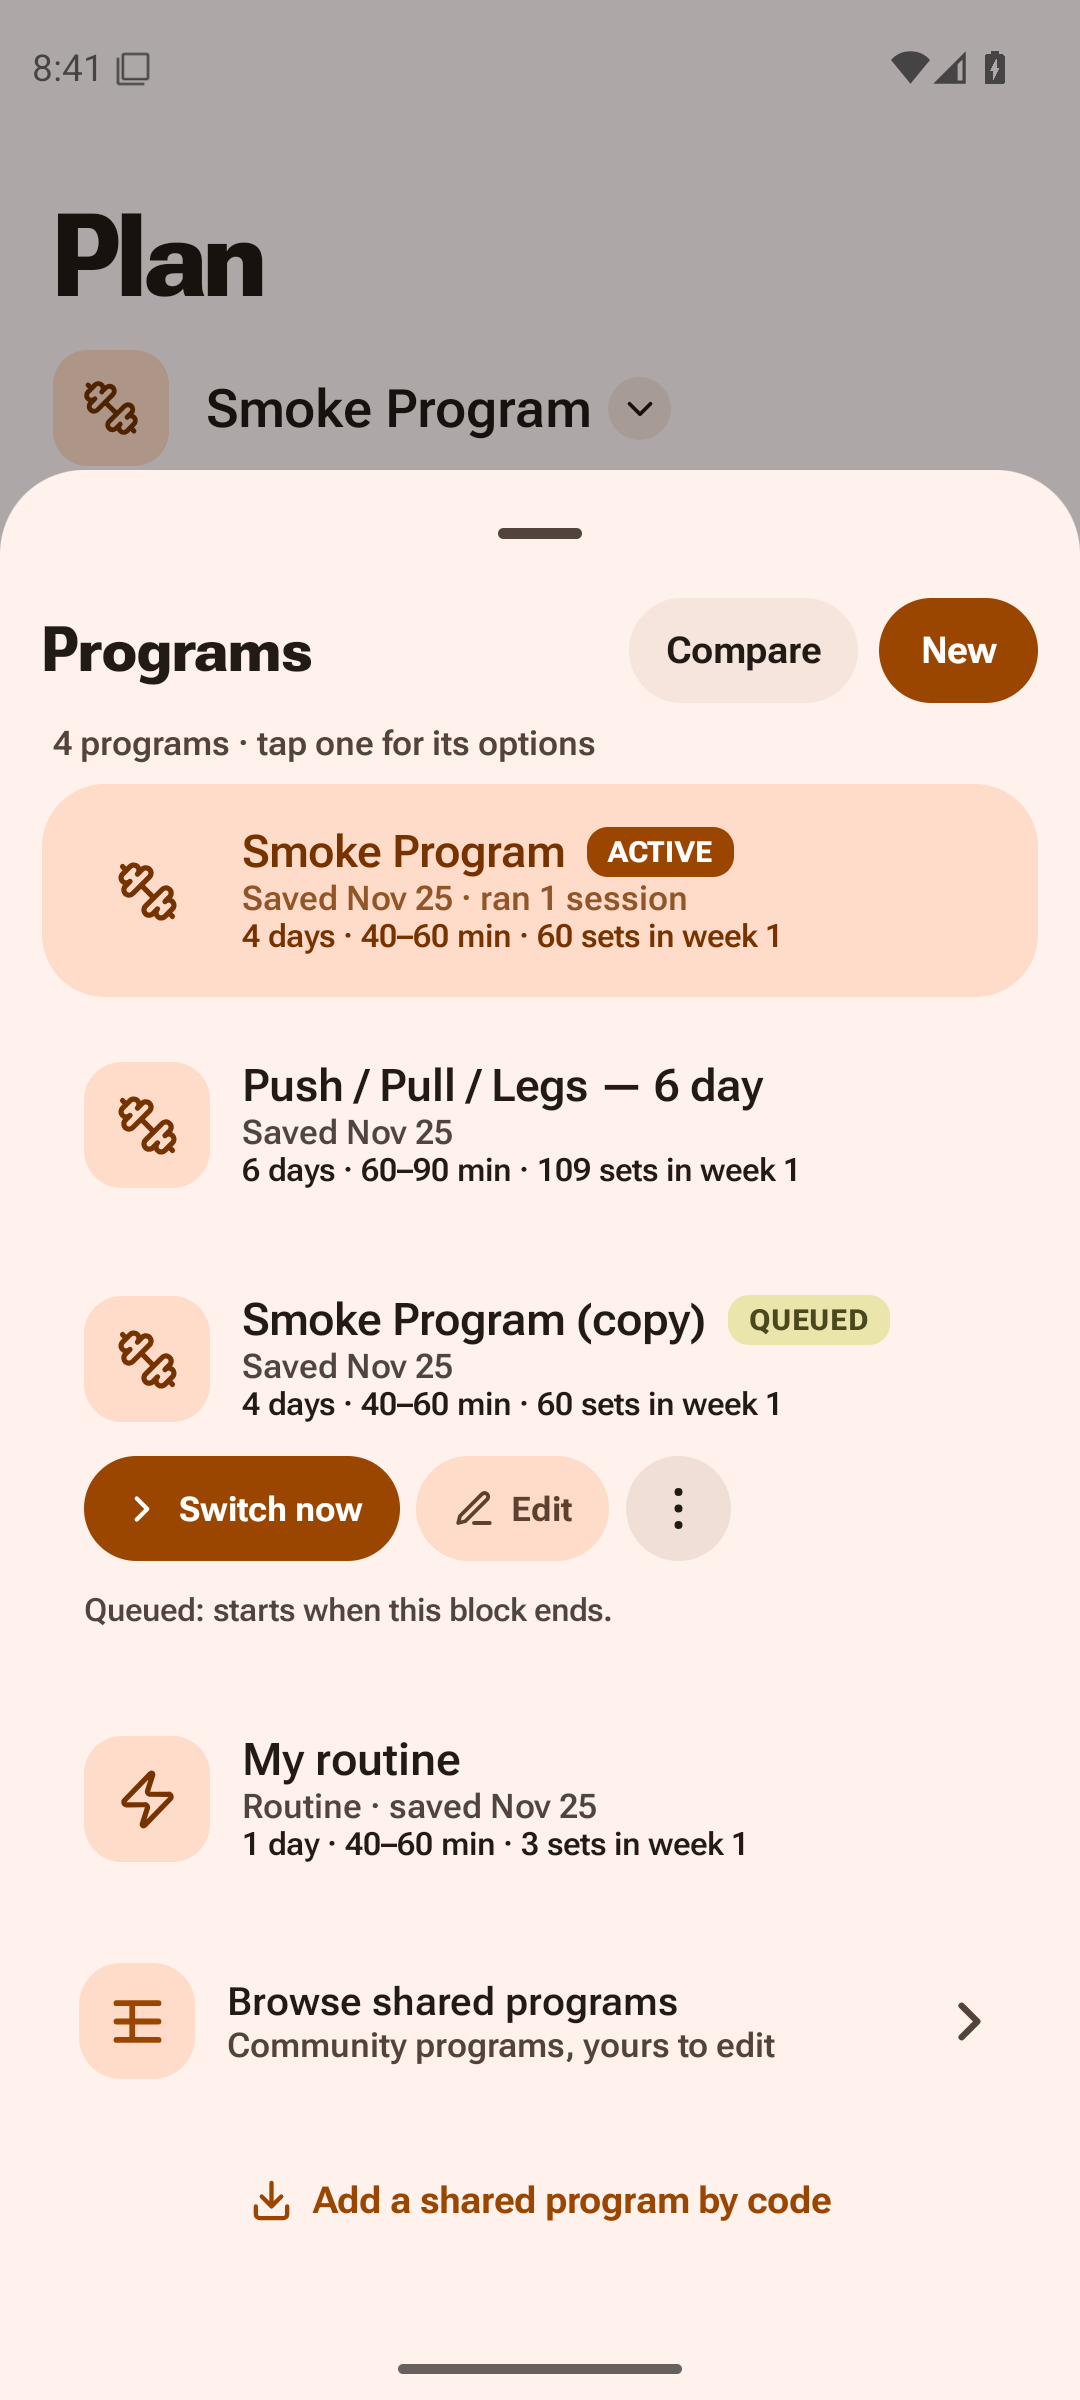 8:41
Plan
Smoke Program
Programs
Compare
New
4 programs · tap one for its options
Smoke Program ACTIVE
Saved Nov 25 · ran 1 session
4 days · 40–60 min · 60 sets in week 1
Push / Pull / Legs — 6 day
Saved Nov 25
6 days · 60–90 min · 109 sets in week 1
Smoke Program (copy) QUEUED
Saved Nov 25
4 days · 40–60 min · 60 sets in week 1
Switch now
Edit
Queued: starts when this block ends.
My routine
Routine · saved Nov 25
1 day · 40–60 min · 3 sets in week 1
Browse shared programs
Community programs, yours to edit
Add a shared program by code